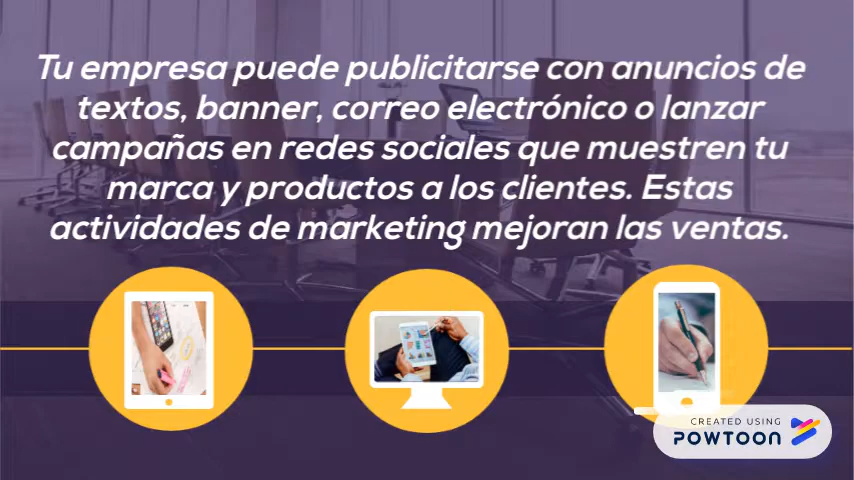 Tu empresa puede publicitarse con anuncios de
textos, banner, correo electrónico o lanzar
campañas en redes sociales que muestren tu
marca y productos a los clientes. Estas
actividades de marketing mejoran las ventas.
CREATED USING
POWTOON